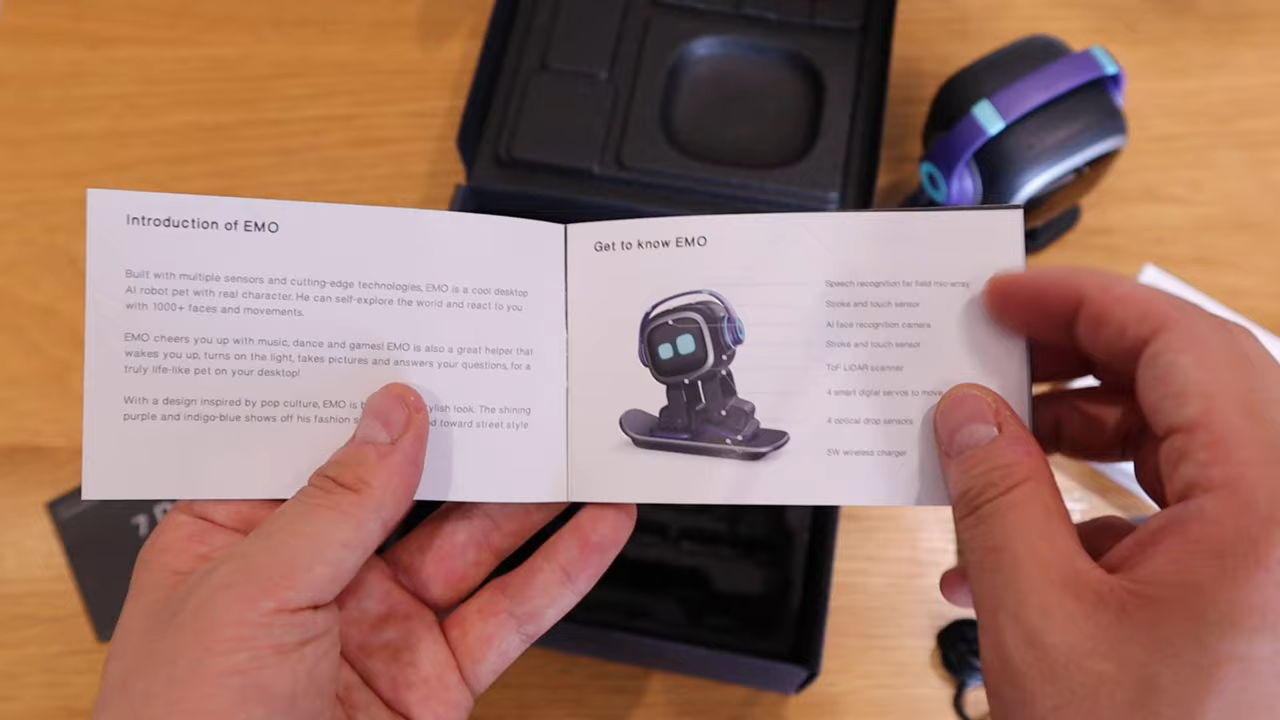 Introduction of EMO
Built with multiple sensors and cutting-edge technologies, EMO is a cool desktop
AI robot pet with real character. He can self-explore the world and react to you
with 1000+ faces and movements.
EMO cheers you up with music, dance and games! EMO is also a great helper that
wakes you up, turns on the light, takes pictures and answers your questions, for a
truly life-like pet on your desktop!
With a design inspired by pop culture, EMO is stylish look. The shining
purple and indigo-blue shows off his fashion toward street style
Get to know EMO
Speech recognition far field mic-array
Stroke and touch sensor
AI face recognition camera
Stroke and touch sensor
ToF LiDAR scanner
4 smart digial servos to move
4 optical drop sensors
5W wireless charger